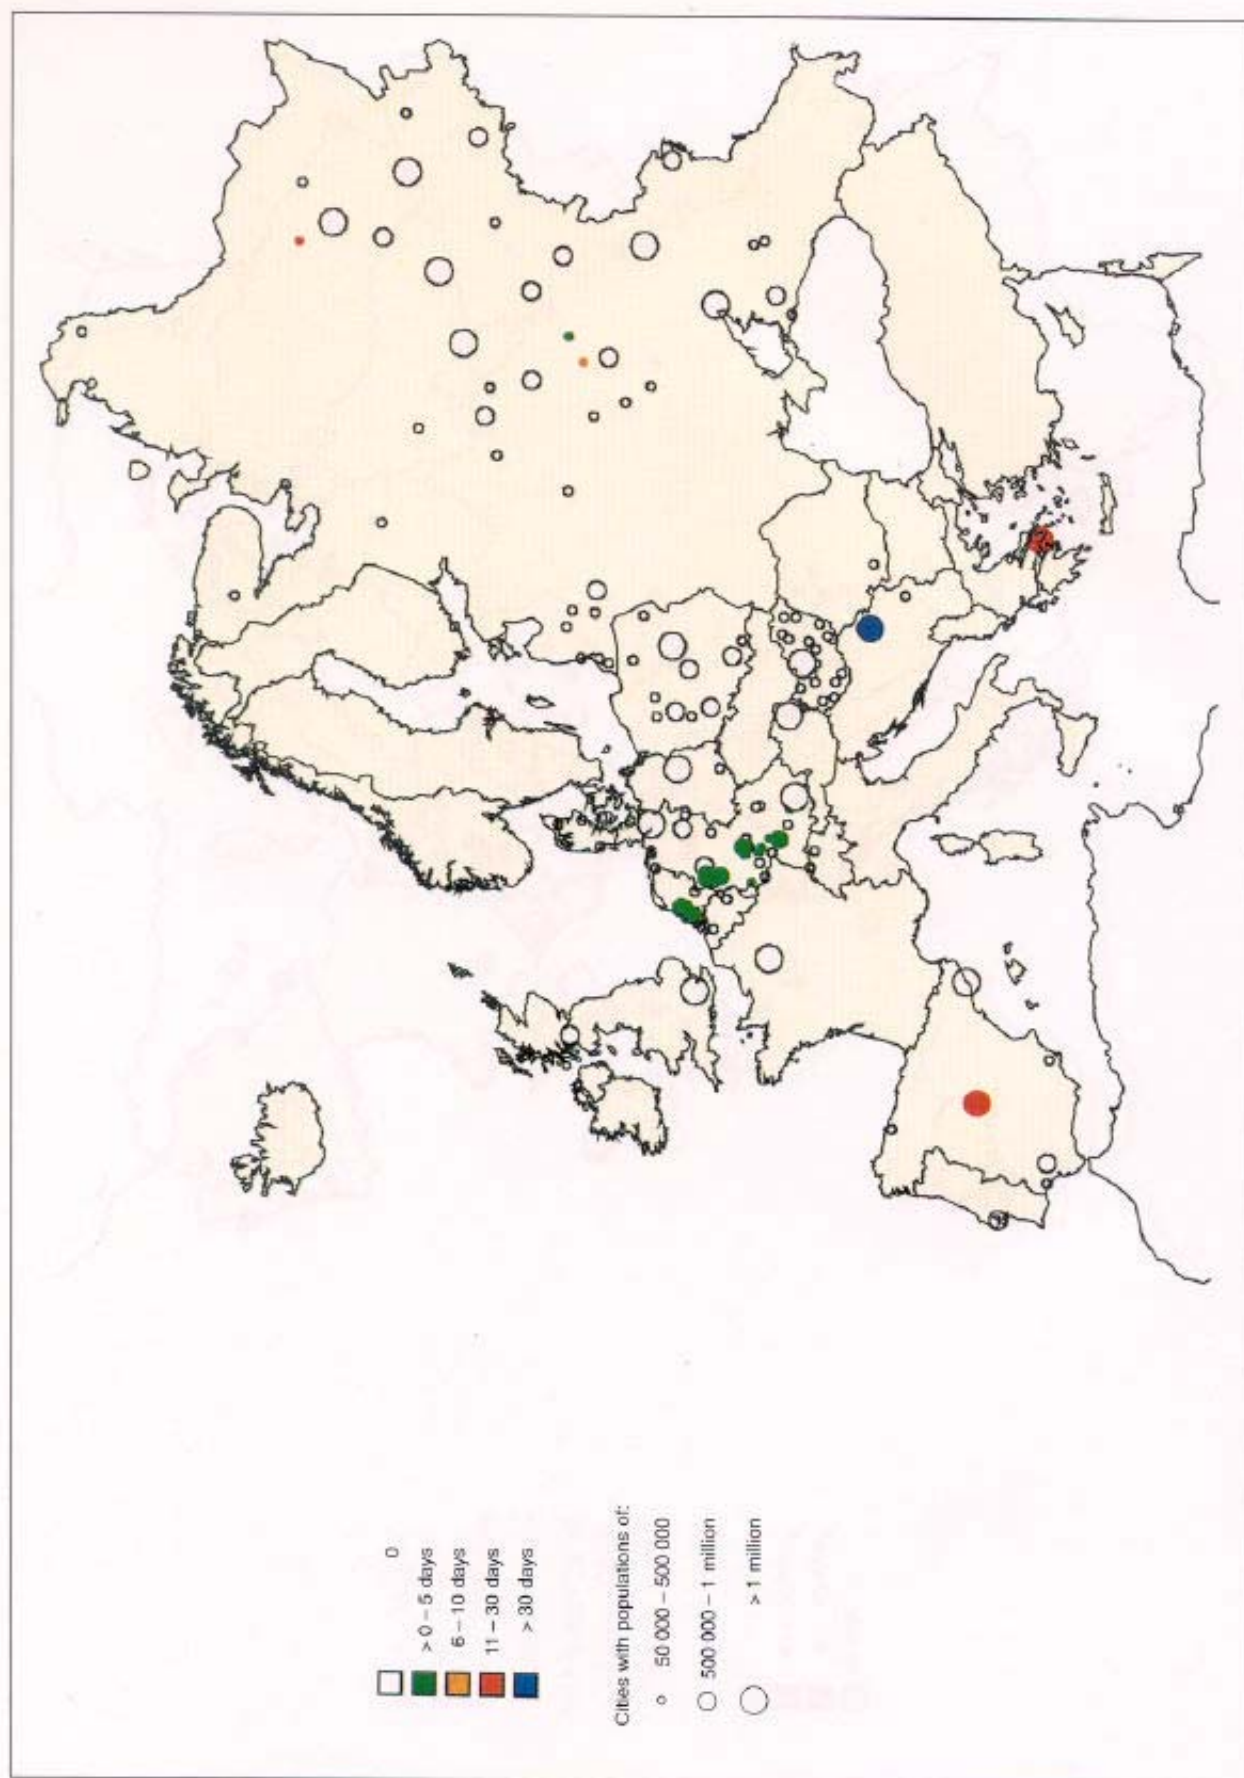 0
> 0 – 5 days
6 – 10 days
11 – 30 days
> 30 days
Cities with populations of:
50 000 – 500 000
500 000 – 1 million
> 1 million